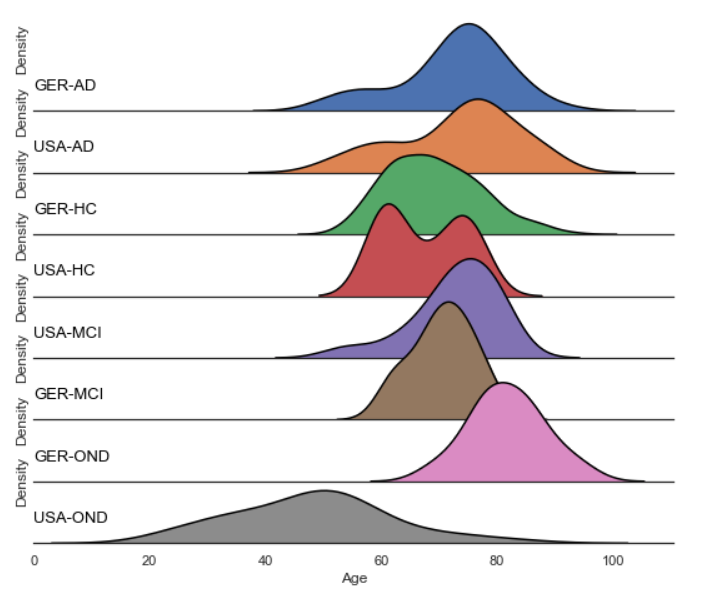 Density
GER-AD
Density
USA-AD
Density
GER-HC
Density
USA-HC
Density
USA-MCI
Density
GER-MCI
Density
GER-OND
Density
USA-OND
0 20 40 60 80 100
Age